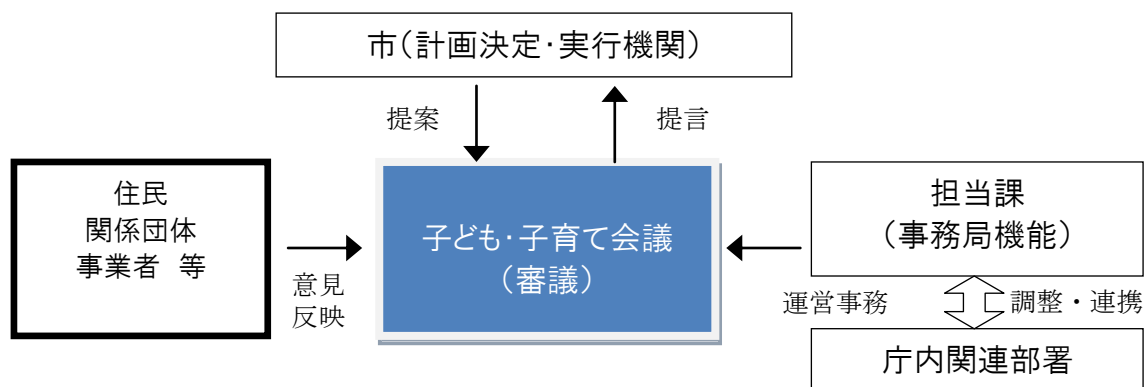 市（計画決定・実行機関）
提案
提言
住民
関係団体
事業者　等
意見
反映
子ども・子育て会議
（審議）
担当課
（事務局機能）
運営事務
調整・連携
庁内関連部署